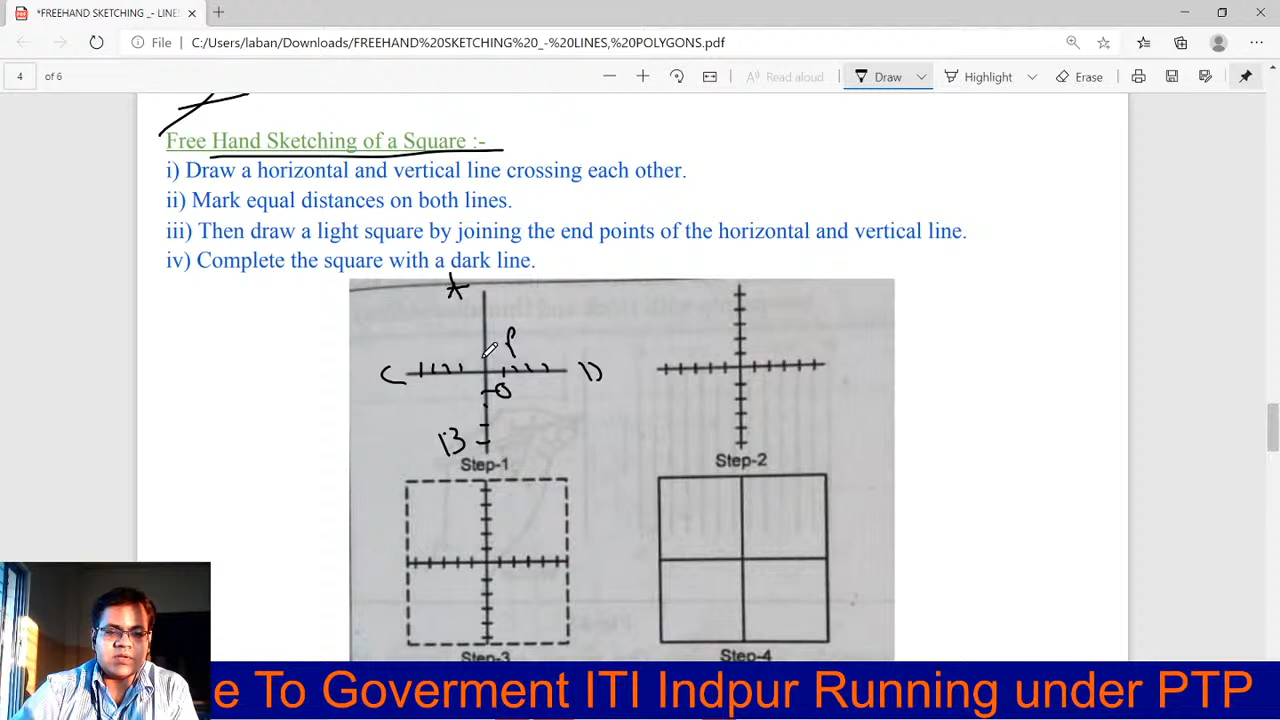 *FREEHAND SKETCHING _- LINE
File
C:/Users/laban/Downloads/FREEHAND%20SKETCHING%20_-%20LINES,%20POLYGONS.pdf
4 of 6
Read aloud
Draw
Highlight
Erase
Free Hand Sketching of a Square :-
i) Draw a horizontal and vertical line crossing each other.
ii) Mark equal distances on both lines.
iii) Then draw a light square by joining the end points of the horizontal and vertical line.
iv) Complete the square with a dark line.
A
P
C
D
O
B
Step-1
Step-2
Step-3
Step-4
e To Goverment ITI Indpur Running under PTP